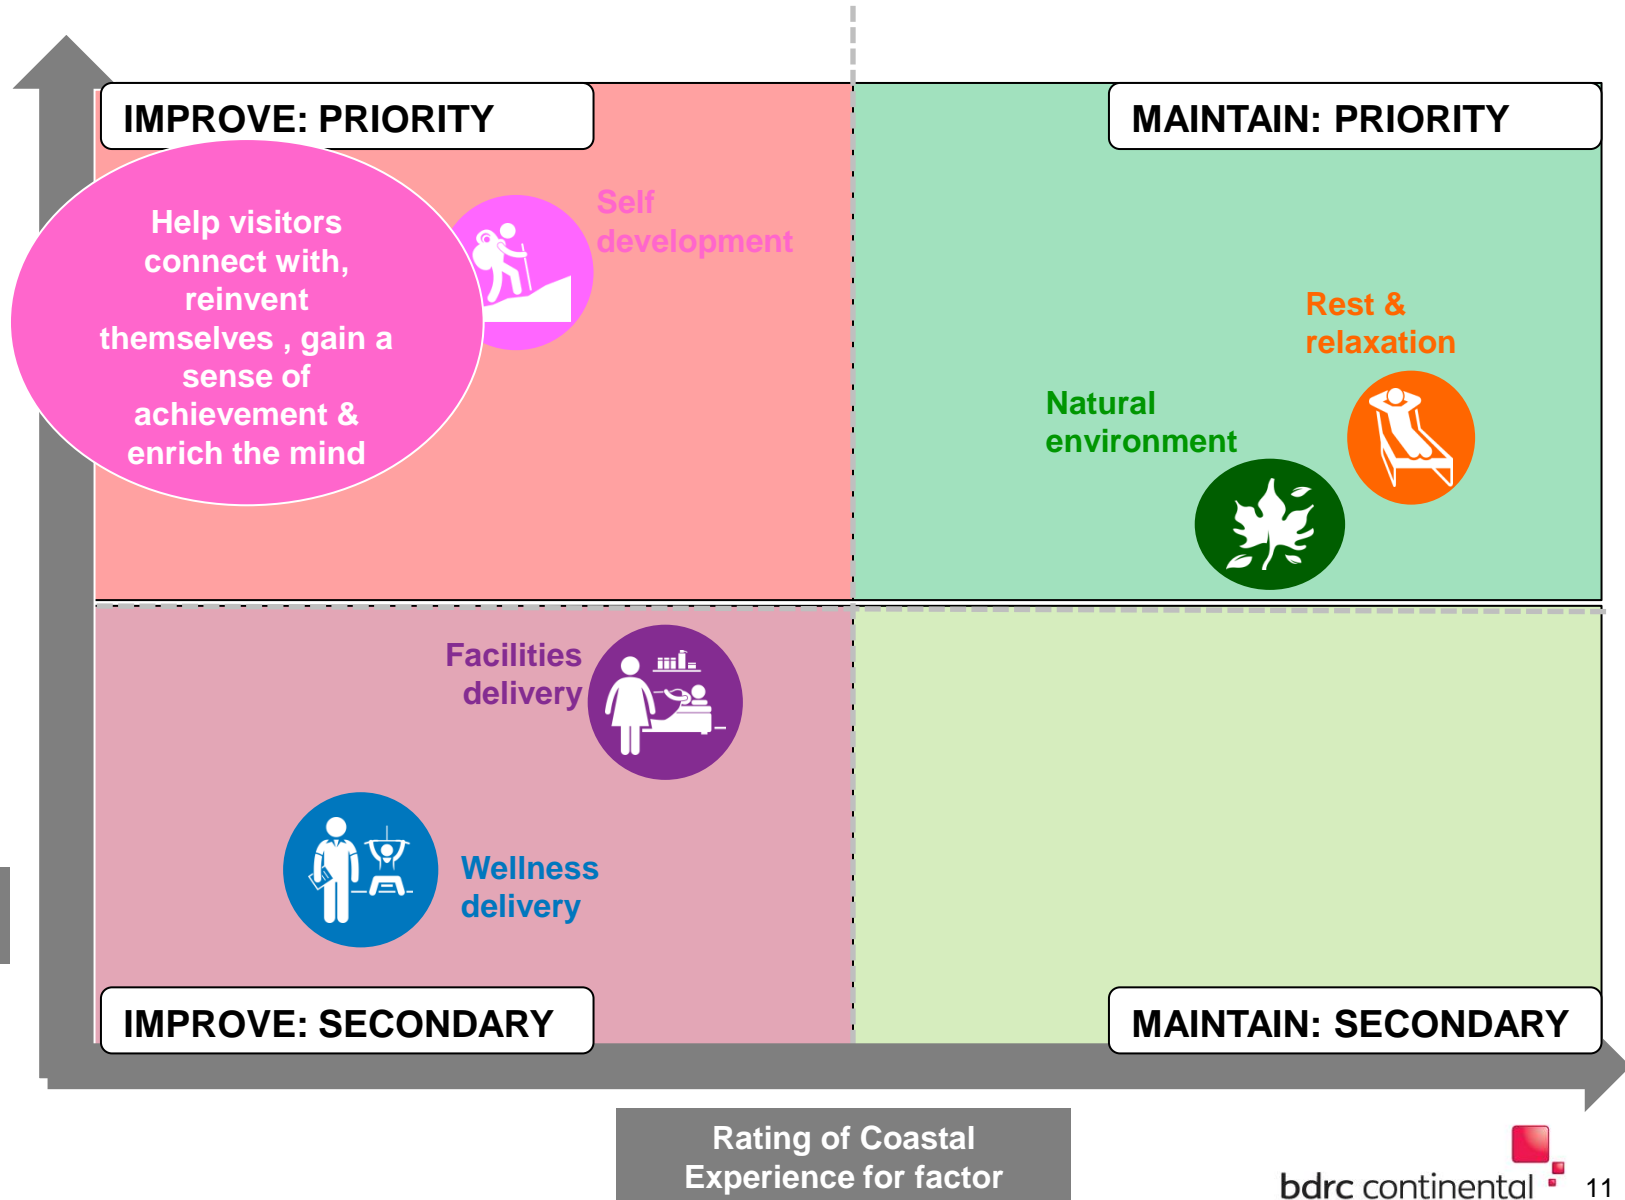 IMPROVE: PRIORITY
MAINTAIN: PRIORITY
Help visitors
connect with,
reinvent
themselves , gain a
sense of
achievement &
enrich the mind
Self
development
Rest &
relaxation
Natural
environment
Facilities
delivery
Wellness
delivery
IMPROVE: SECONDARY
MAINTAIN: SECONDARY
Rating of Coastal
Experience for factor
bdrc continental
11